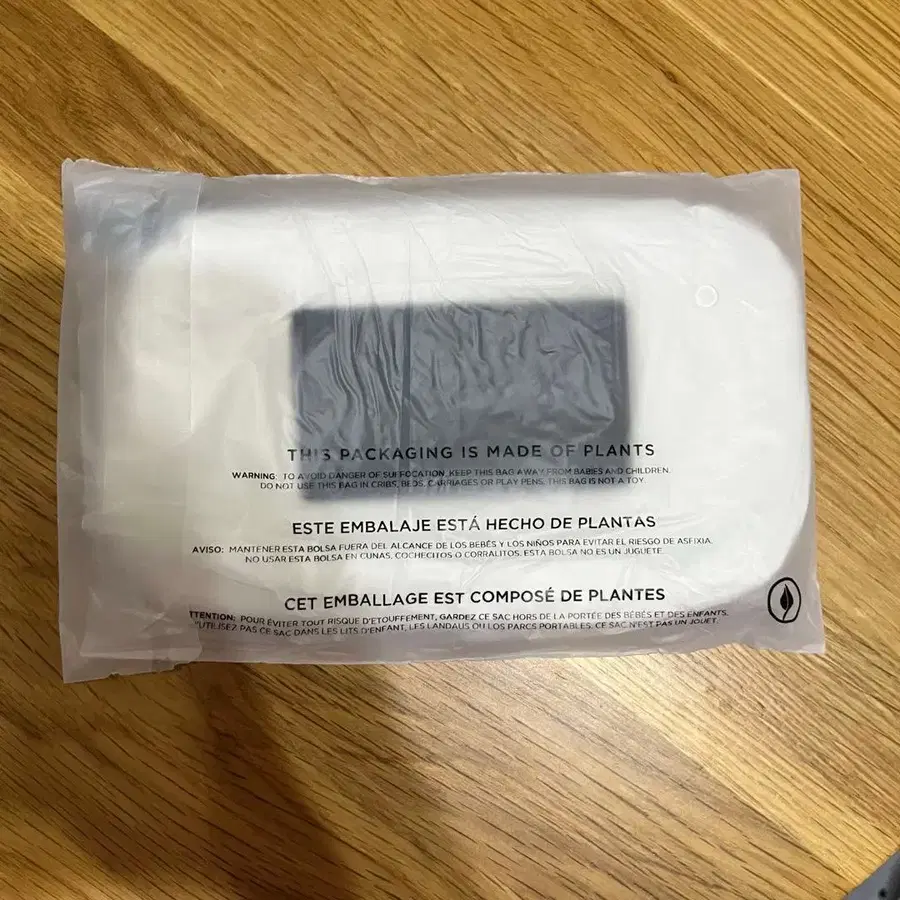 THIS PACKAGING IS MADE OF PLANTS
WARNING: TO AVOID DANGER OF SUFFOCATION, KEEP THIS BAG AWAY FROM BABIES AND CHILDREN.
DO NOT USE THIS BAG IN CRIBS, BEDS, CARRIAGES OR PLAY PENS. THIS BAG IS NOT A TOY.
ESTE EMBALAJE ESTÁ HECHO DE PLANTAS
AVISO: MANTENER ESTA BOLSA FUERA DEL ALCANCE DE LOS BEBÉS Y LOS NIÑOS PARA EVITAR EL RIESGO DE ASFIXIA.
NO USAR ESTA BOLSA EN CUNAS, COCHECITOS O CORRALITOS. ESTA BOLSA NO ES UN JUGUETE.
CET EMBALLAGE EST COMPOSÉ DE PLANTES
TTENTION: POUR ÉVITER TOUT RISQUE D'ETOUFFEMENT, GARDEZ CE SAC HORS DE LA PORTÉE DES BÉBÉS ET DES ENFANTS.
'UTILISEZ PAS CE SAC DANS LES LITS D'ENFANT, LES LANDAUS OU LOS PARCS PORTABLES. CE SAC N'EST PAS UN JOUET.